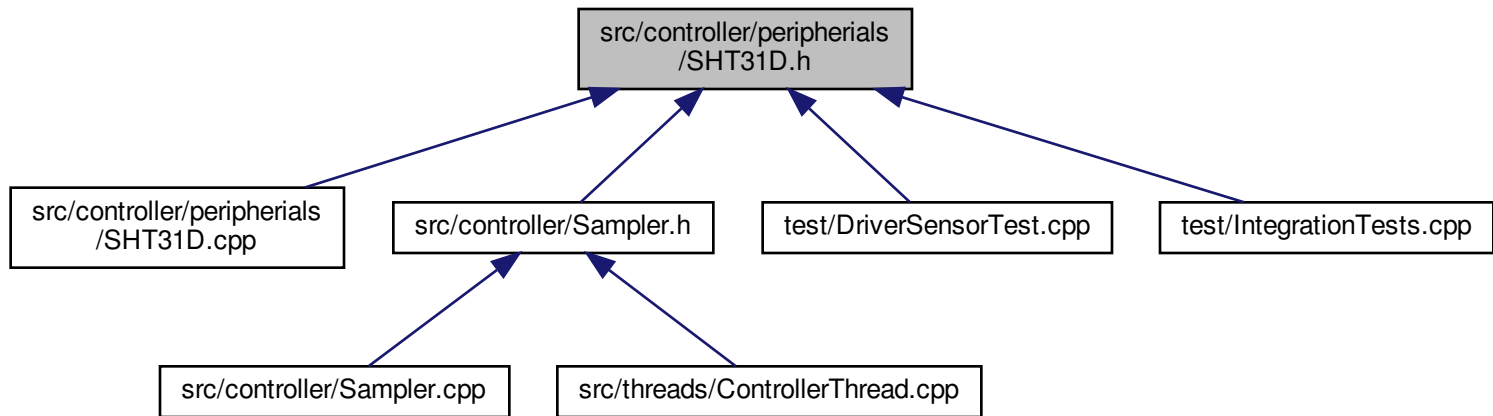 src/controller/peripherials
/SHT31D.h
src/controller/peripherials
/SHT31D.cpp
src/controller/Sampler.h
test/DriverSensorTest.cpp
test/IntegrationTests.cpp
src/controller/Sampler.cpp
src/threads/ControllerThread.cpp